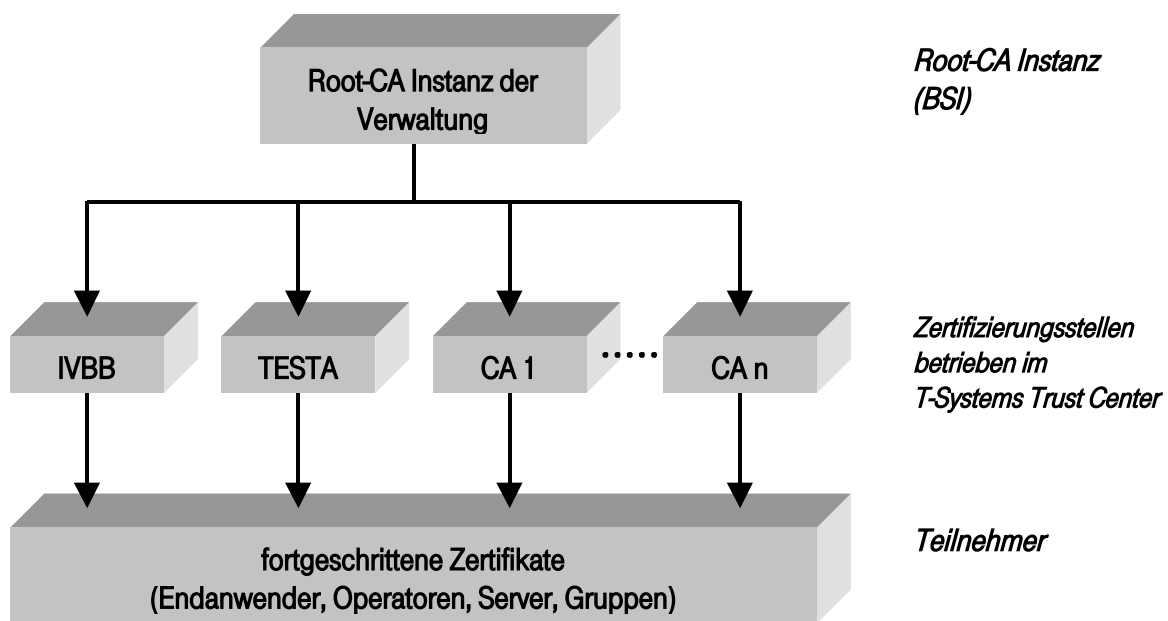 Root-CA Instanz der
Verwaltung
Root-CA Instanz
(BSI)
IVBB
TESTA
CA 1
CA n
Zertifizierungsstellen
betrieben im
T-Systems Trust Center
fortgeschrittene Zertifikate
(Endanwender, Operatoren, Server, Gruppen)
Teilnehmer